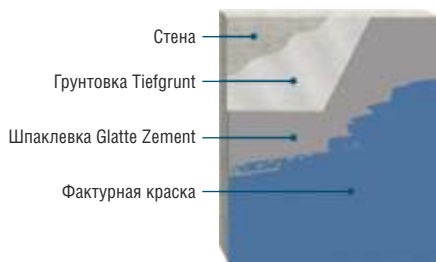 Стена
Грунтовка Tiefgrunt
Шпаклевка Glatte Zement
Фактурная краска